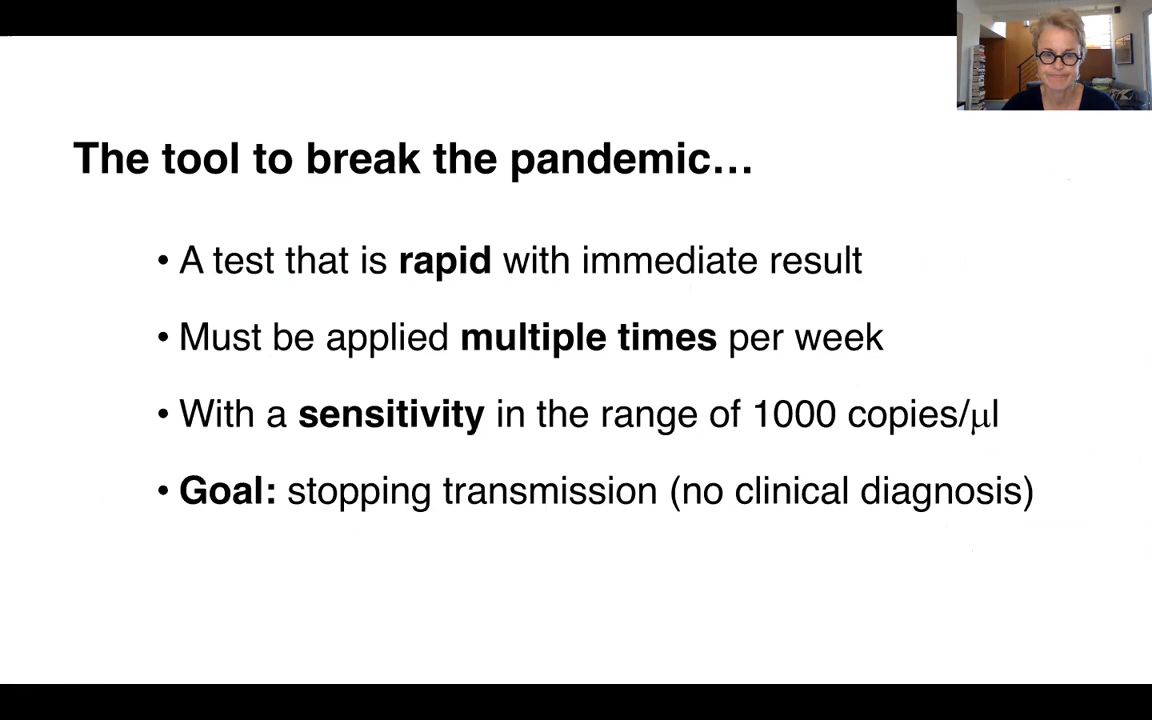 The tool to break the pandemic…
• A test that is rapid with immediate result
• Must be applied multiple times per week
• With a sensitivity in the range of 1000 copies/μl
• Goal: stopping transmission (no clinical diagnosis)